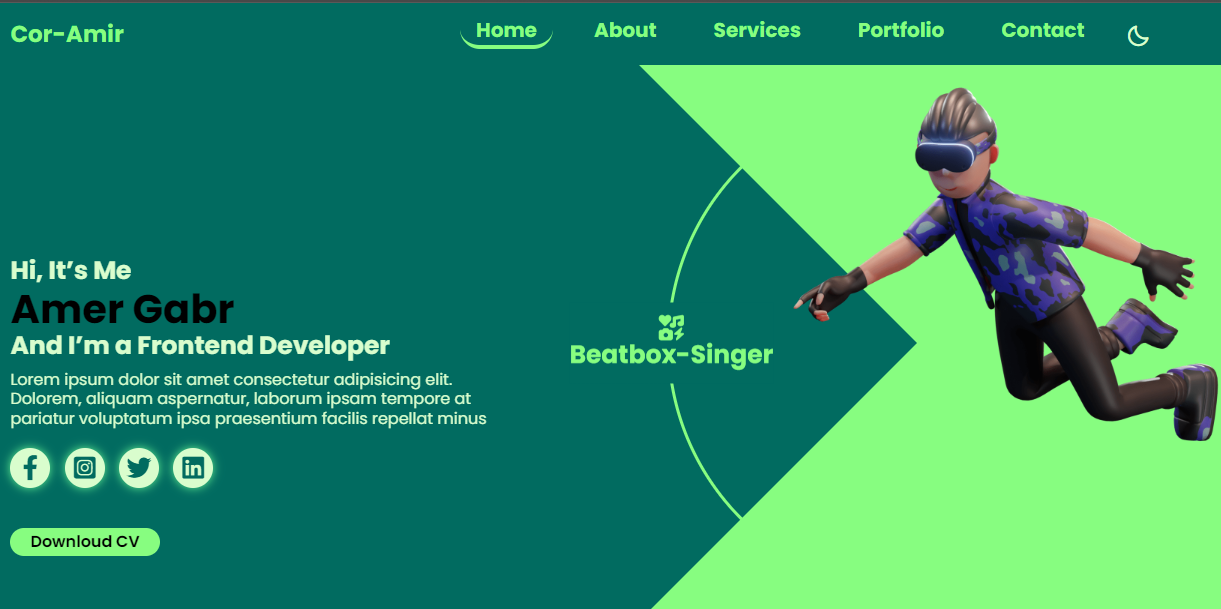 Cor-Amir
Home
About
Services
Portfolio
Contact
Hi, It’s Me
Amer Gabr
And I’m a Frontend Developer
Lorem ipsum dolor sit amet consectetur adipisicing elit.
Dolorem, aliquam aspernatur, laborum ipsam tempore at
pariatur voluptatum ipsa praesentium facilis repellat minus
Downloud CV
Beatbox-Singer